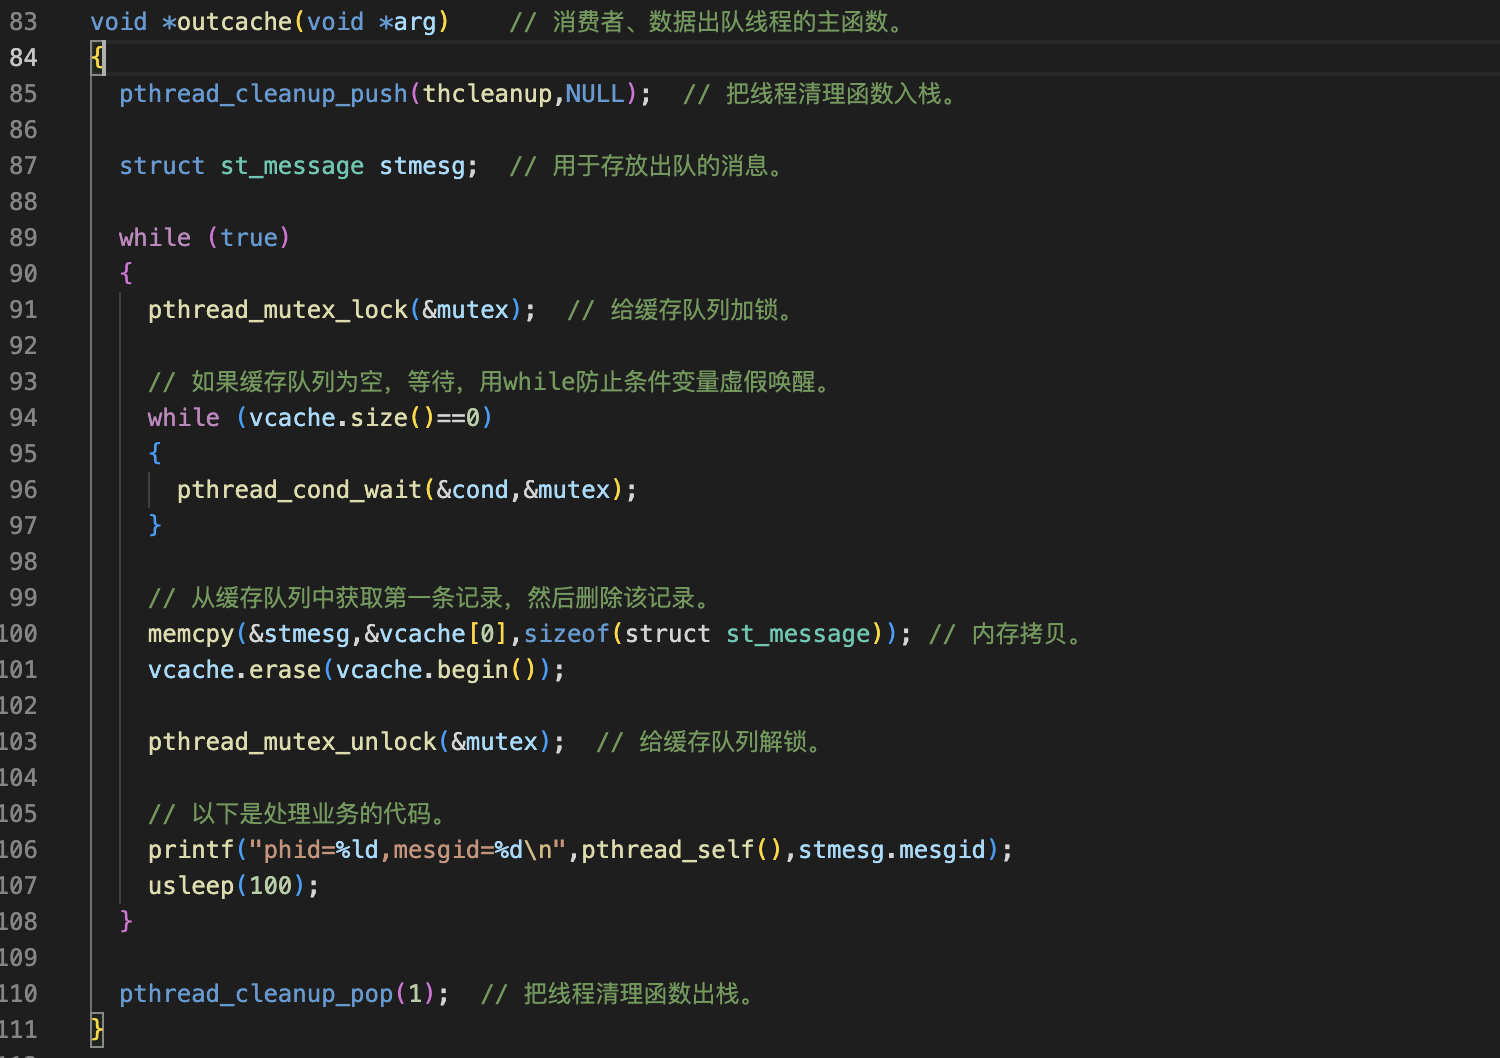 83 void *outcache(void *arg)    // 消费者、数据出队线程的主函数。
84 {
85   pthread_cleanup_push(thcleanup,NULL);  // 把线程清理函数入栈。
86
87   struct st_message stmesg;  // 用于存放出队的消息。
88
89   while (true)
90   {
91     pthread_mutex_lock(&mutex);  // 给缓存队列加锁。
92
93     // 如果缓存队列为空，等待，用while防止条件变量虚假唤醒。
94     while (vcache.size()==0)
95     {
96       pthread_cond_wait(&cond,&mutex);
97     }
98
99     // 从缓存队列中获取第一条记录，然后删除该记录。
100     memcpy(&stmesg,&vcache[0],sizeof(struct st_message)); // 内存拷贝。
101     vcache.erase(vcache.begin());
102
103     pthread_mutex_unlock(&mutex);  // 给缓存队列解锁。
104
105     // 以下是处理业务的代码。
106     printf("phid=%ld,mesgid=%d\n",pthread_self(),stmesg.mesgid);
107     usleep(100);
108   }
109
110   pthread_cleanup_pop(1);  // 把线程清理函数出栈。
111 }